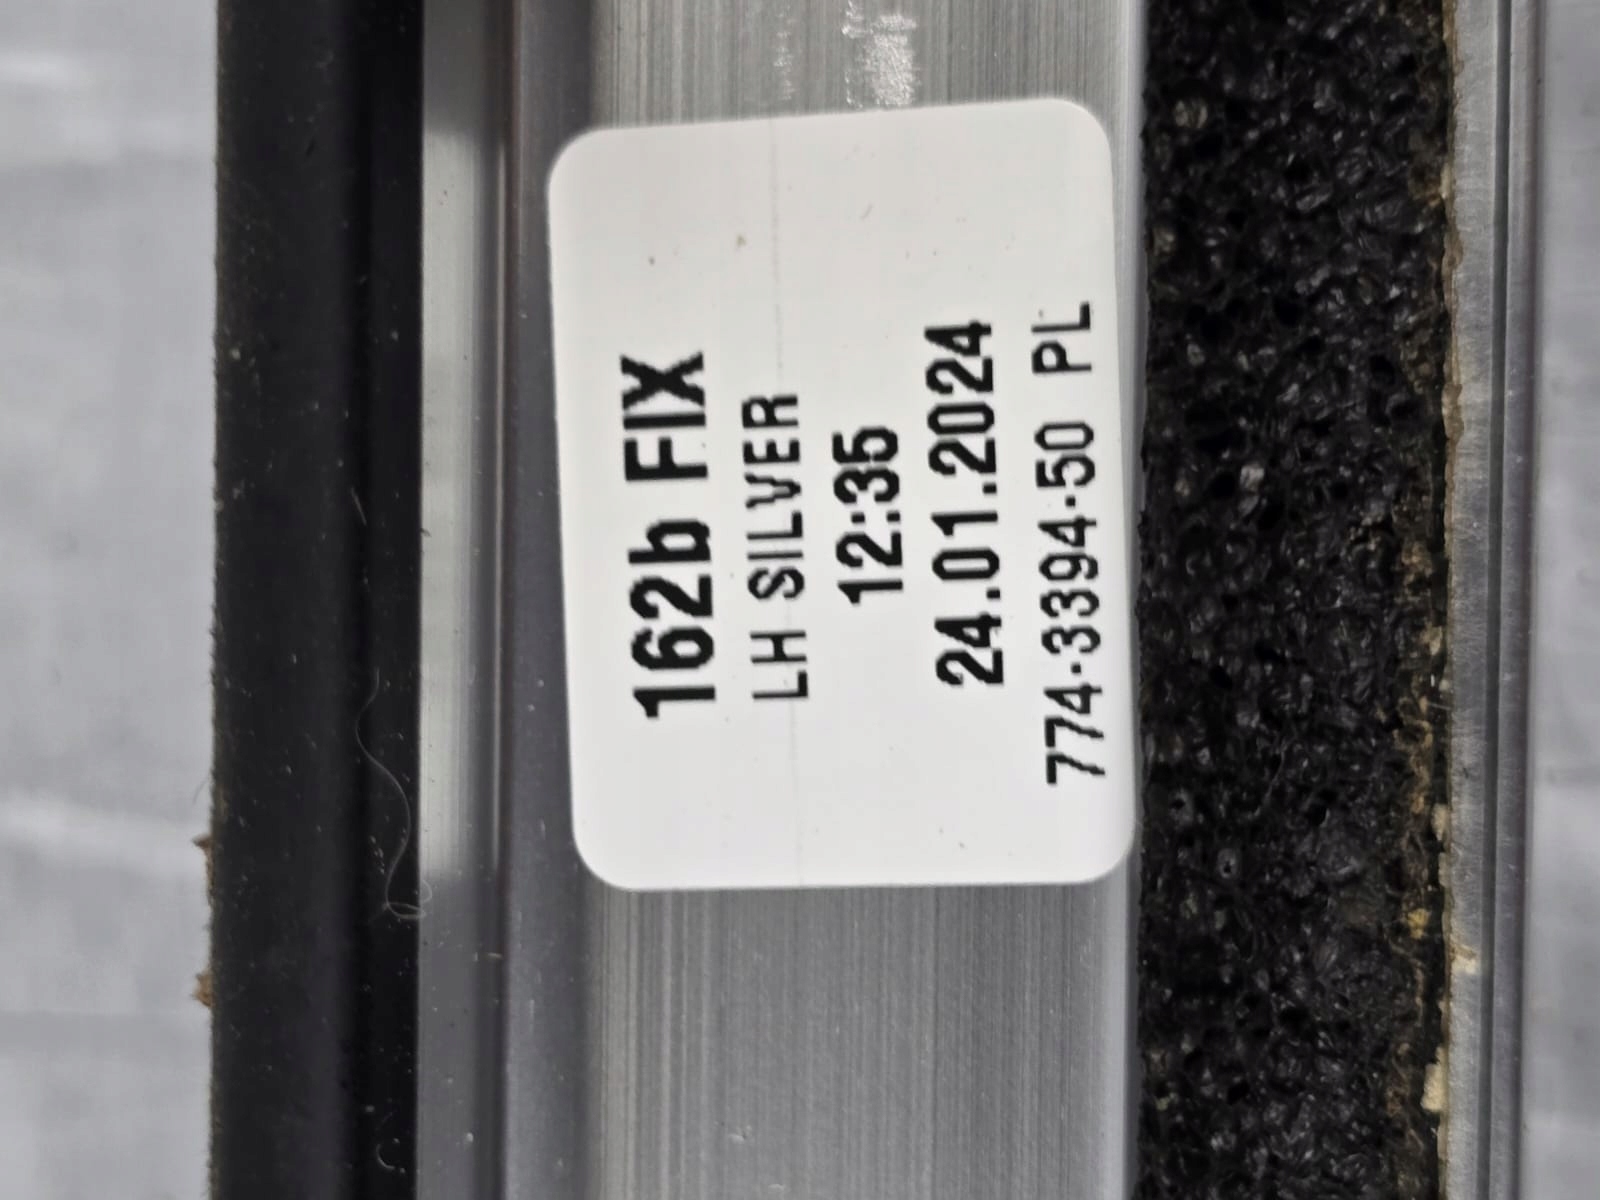 162b FIX
LH SILVER
12:35
24.01.2024
774-3394-50 PL